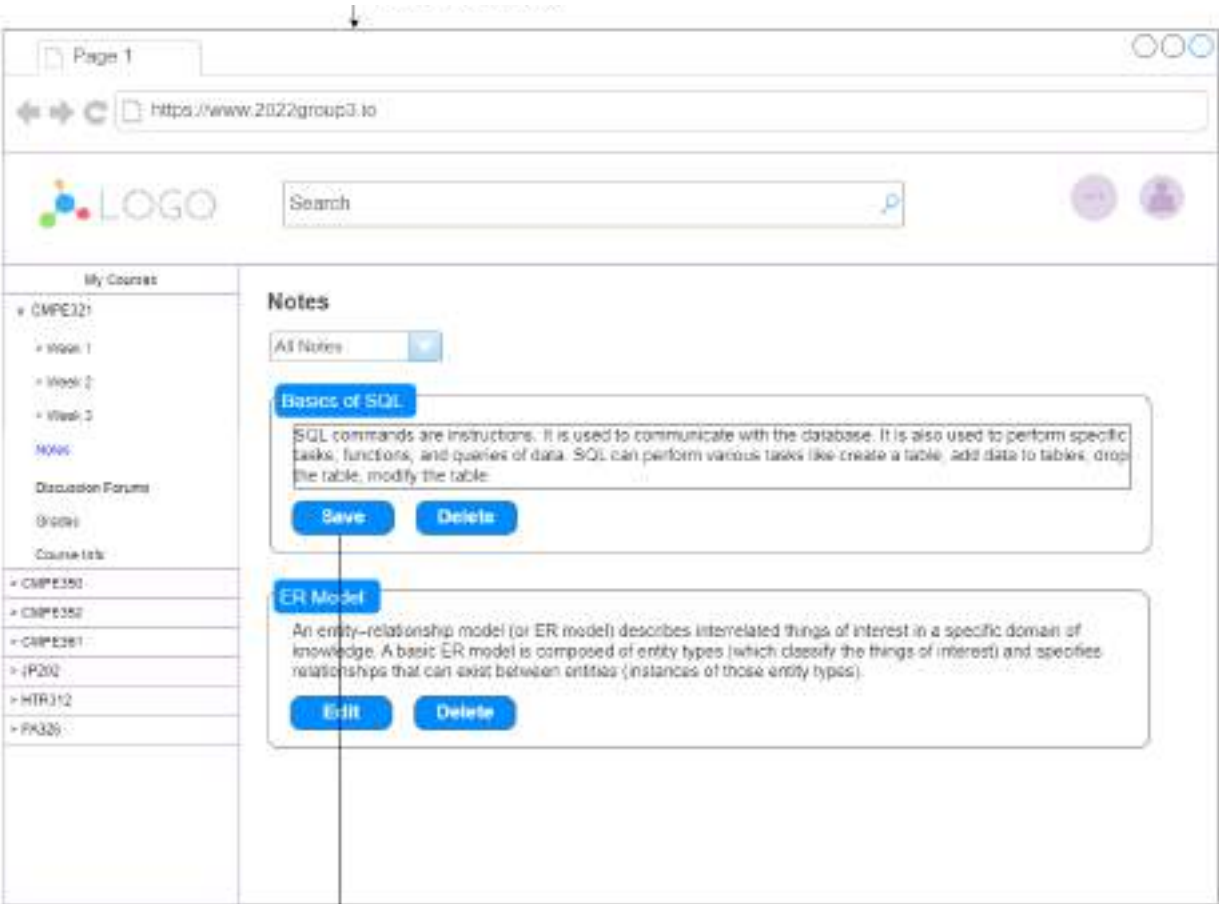 Page 1
https://www.2022group3.io
LOGO
Search
My Courses
CMPE321
Week 1
Week 2
Week 3
Notes
Discussion Forums
Grades
Course Info
CMPE350
CMPE352
JP202
HTR312
Notes
All Notes
Basics of SQL
SQL commands are instructions. It is used to communicate with the database. It is also used to perform specific
tasks, functions, and queries of data. SQL can perform various tasks like create a table, add data to tables, drop
the table, modify the table
Save Delete
ER Model
An entity–relationship model (or ER model) describes interrelated things of interest in a specific domain of
knowledge. A basic ER model is composed of entity types (which classify the things of interest) and specifies
relationships that can exist between entities (instances of those entity types).
Edit Delete